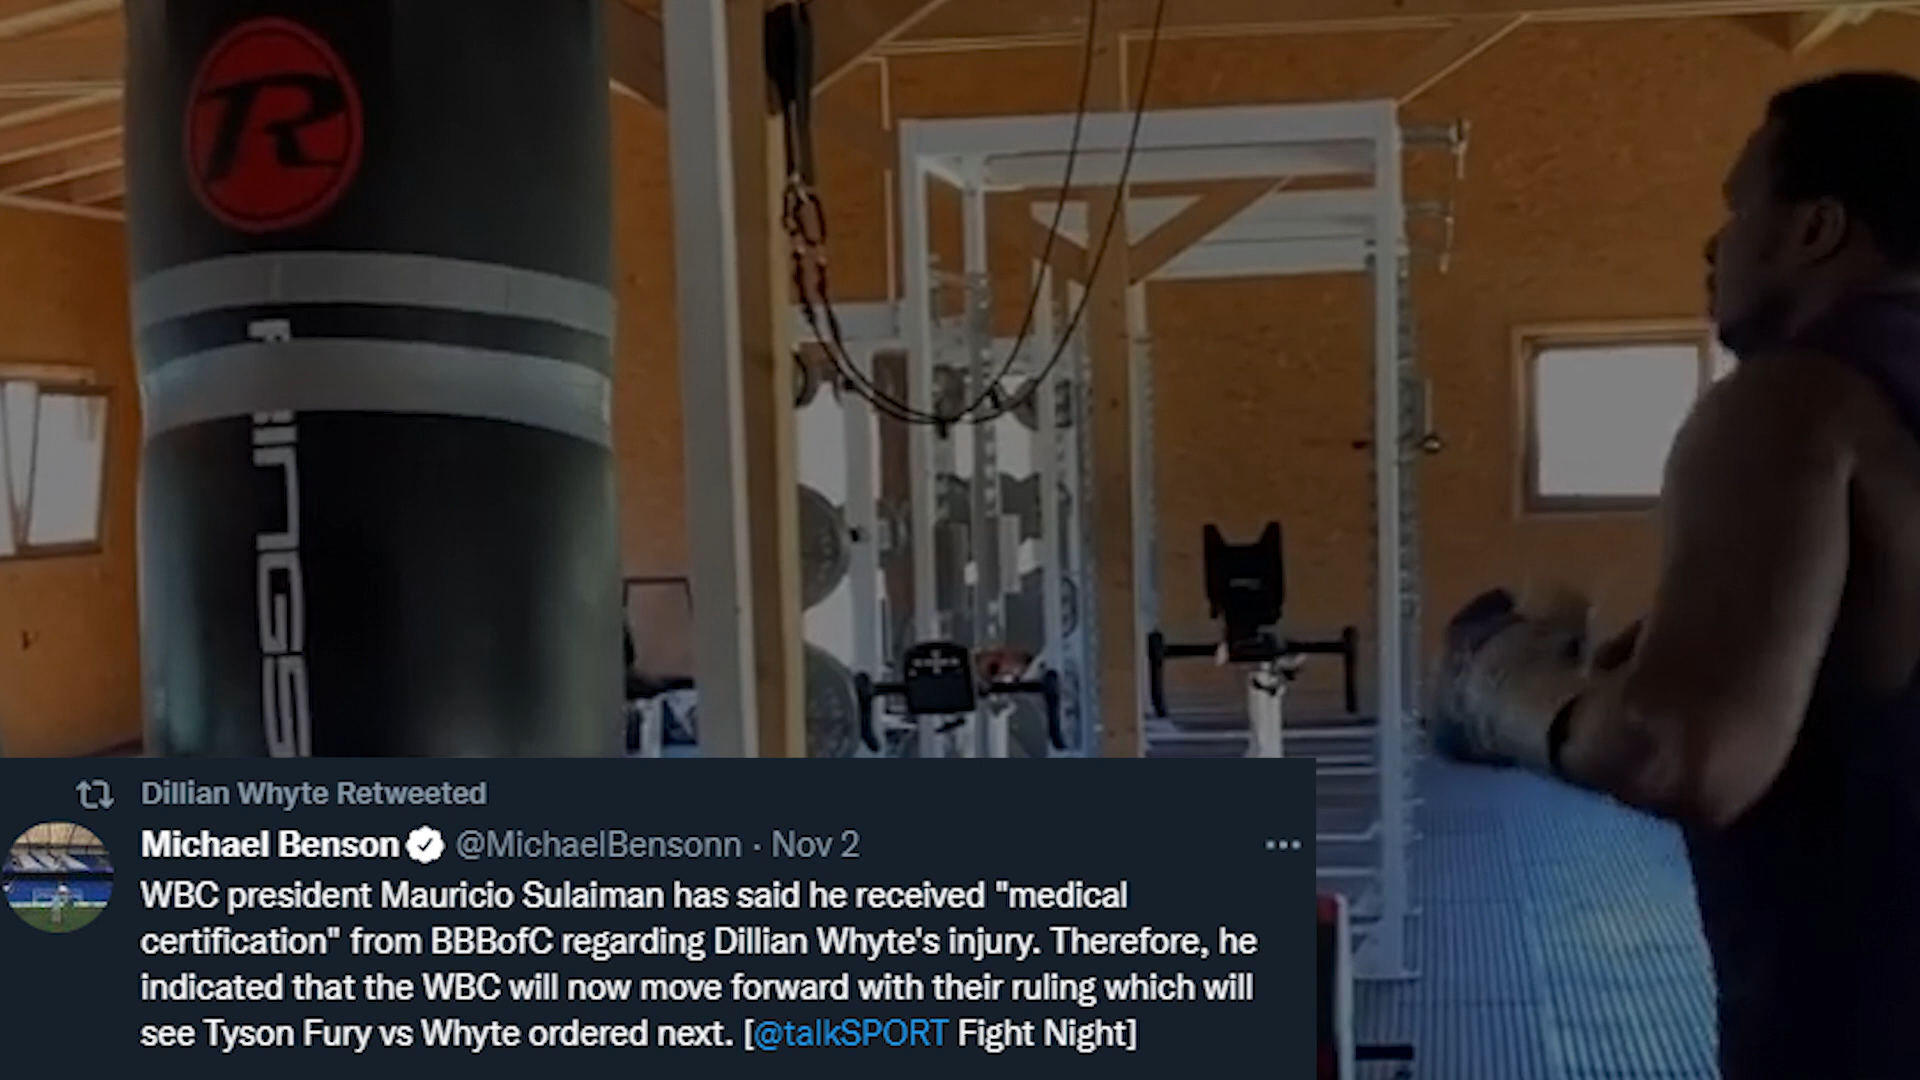 R
RINGS
Dillian Whyte Retweeted
Michael Benson @MichaelBensonn · Nov 2
WBC president Mauricio Sulaiman has said he received "medical
certification" from BBBofC regarding Dillian Whyte's injury. Therefore, he
indicated that the WBC will now move forward with their ruling which will
see Tyson Fury vs Whyte ordered next. [@talkSPORT Fight Night]